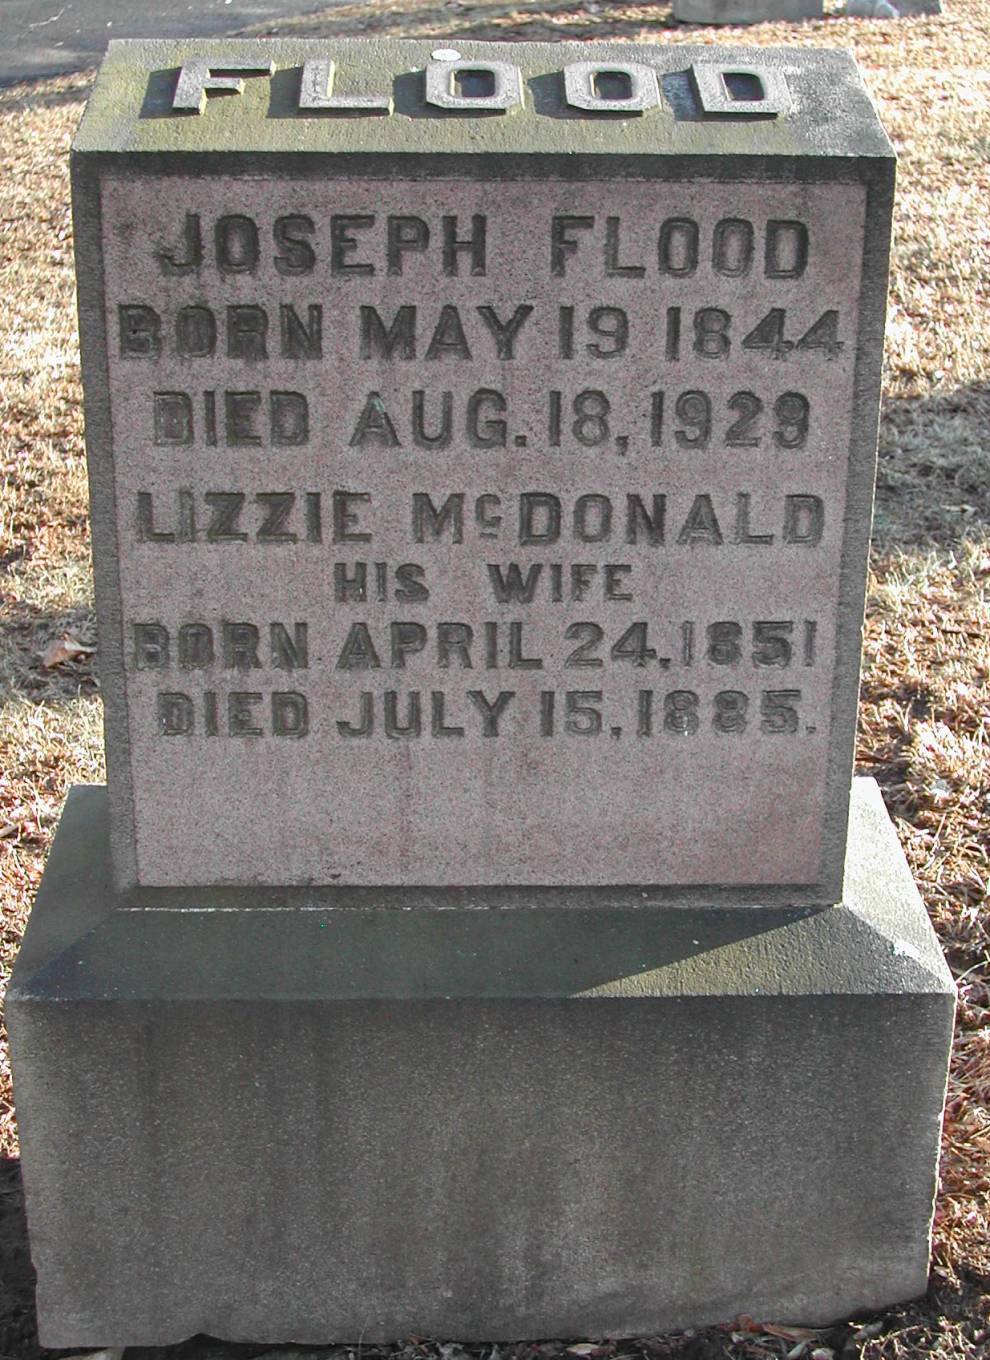 FLOOD
JOSEPH FLOOD
BORN MAY 19 1844
DIED AUG. 18, 1929
LIZZIE McDONALD
HIS WIFE
BORN APRIL 24, 1851
DIED JULY 15, 1885.